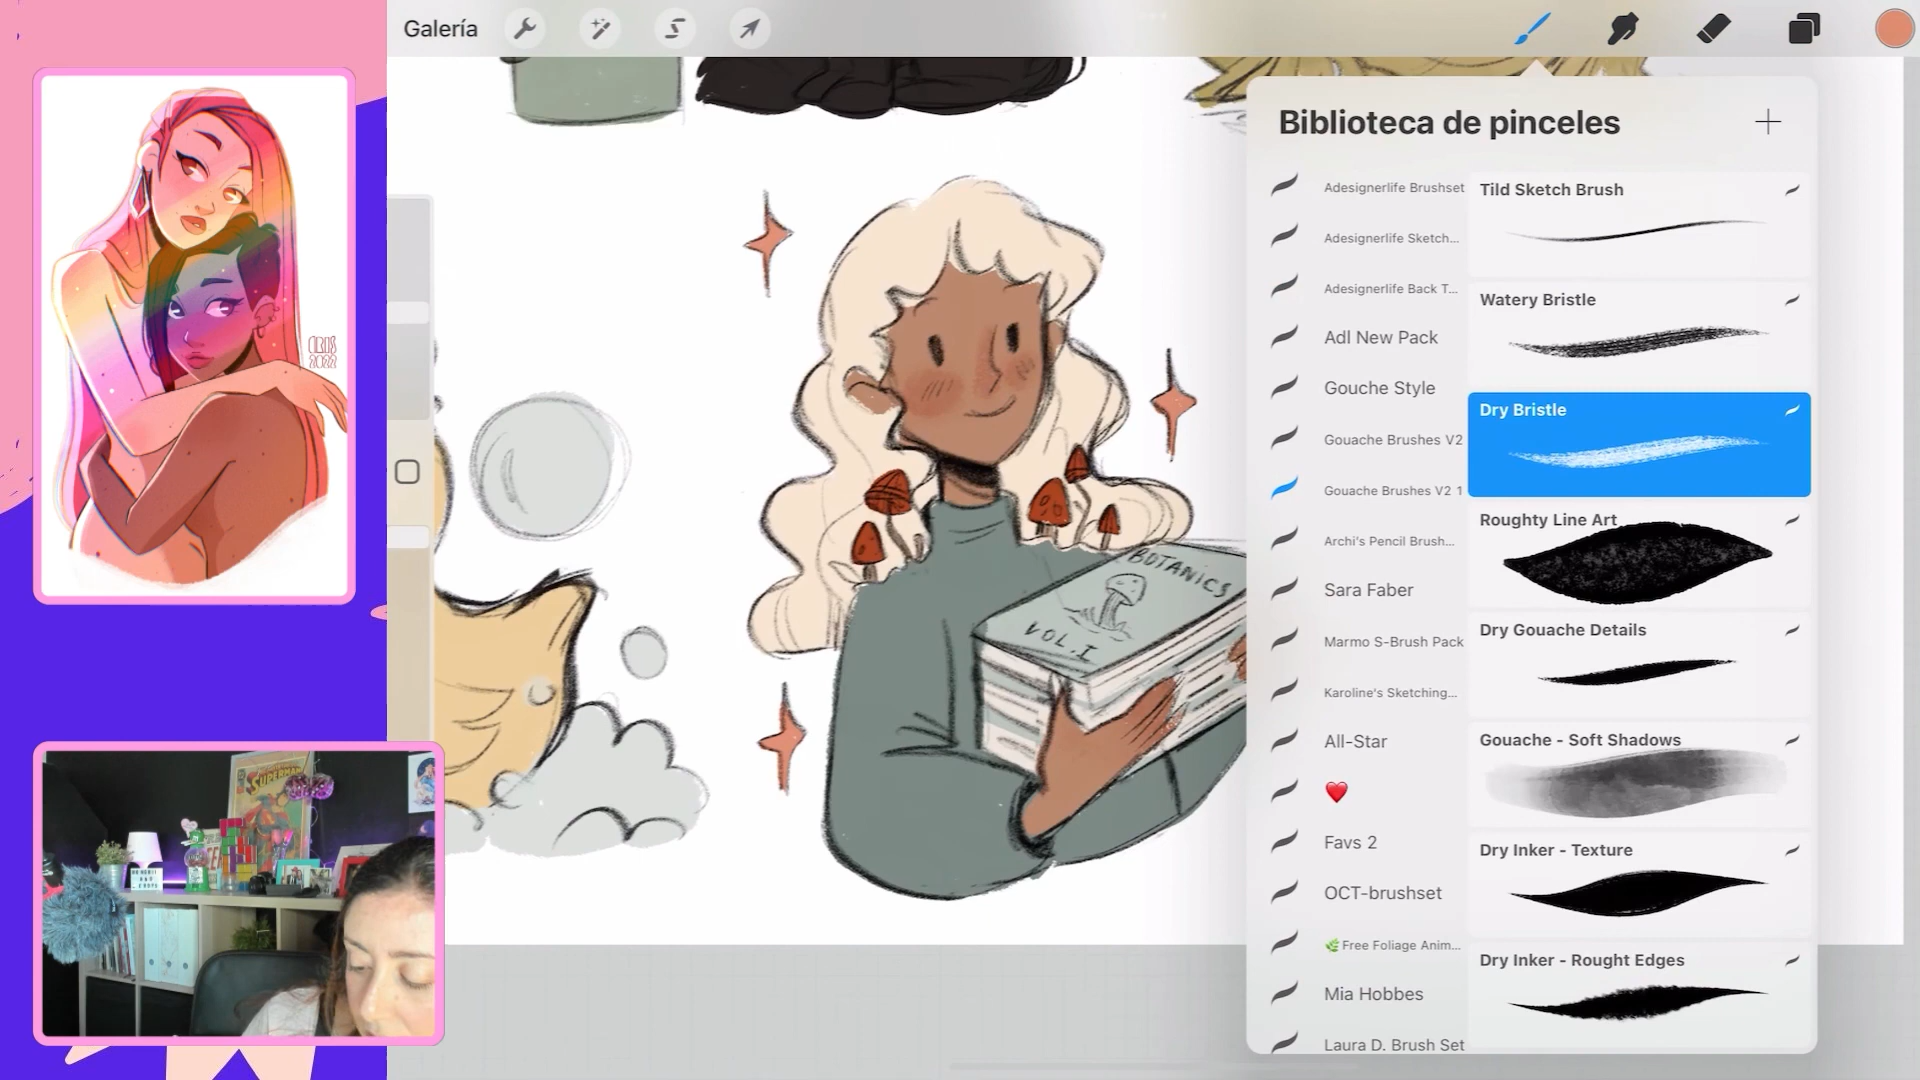 Galería
Biblioteca de pinceles
Adesignerlife Brushset
Adesignerlife Sketch...
Adesignerlife Back T...
Adl New Pack
Gouche Style
Gouache Brushes V2
Gouache Brushes V2 1
Archi's Pencil Brush...
Sara Faber
Marmo S-Brush Pack
Karoline's Sketching...
All-Star
❤️
Favs 2
OCT-brushset
🌿Free Foliage Anim...
Mia Hobbes
Laura D. Brush Set
Tild Sketch Brush
Watery Bristle
Dry Bristle
Roughty Line Art
Dry Gouache Details
Gouache - Soft Shadows
Dry Inker - Texture
Dry Inker - Rought Edges
BOTANICS
VOL.I
CRIS
2022
SUPERMAN